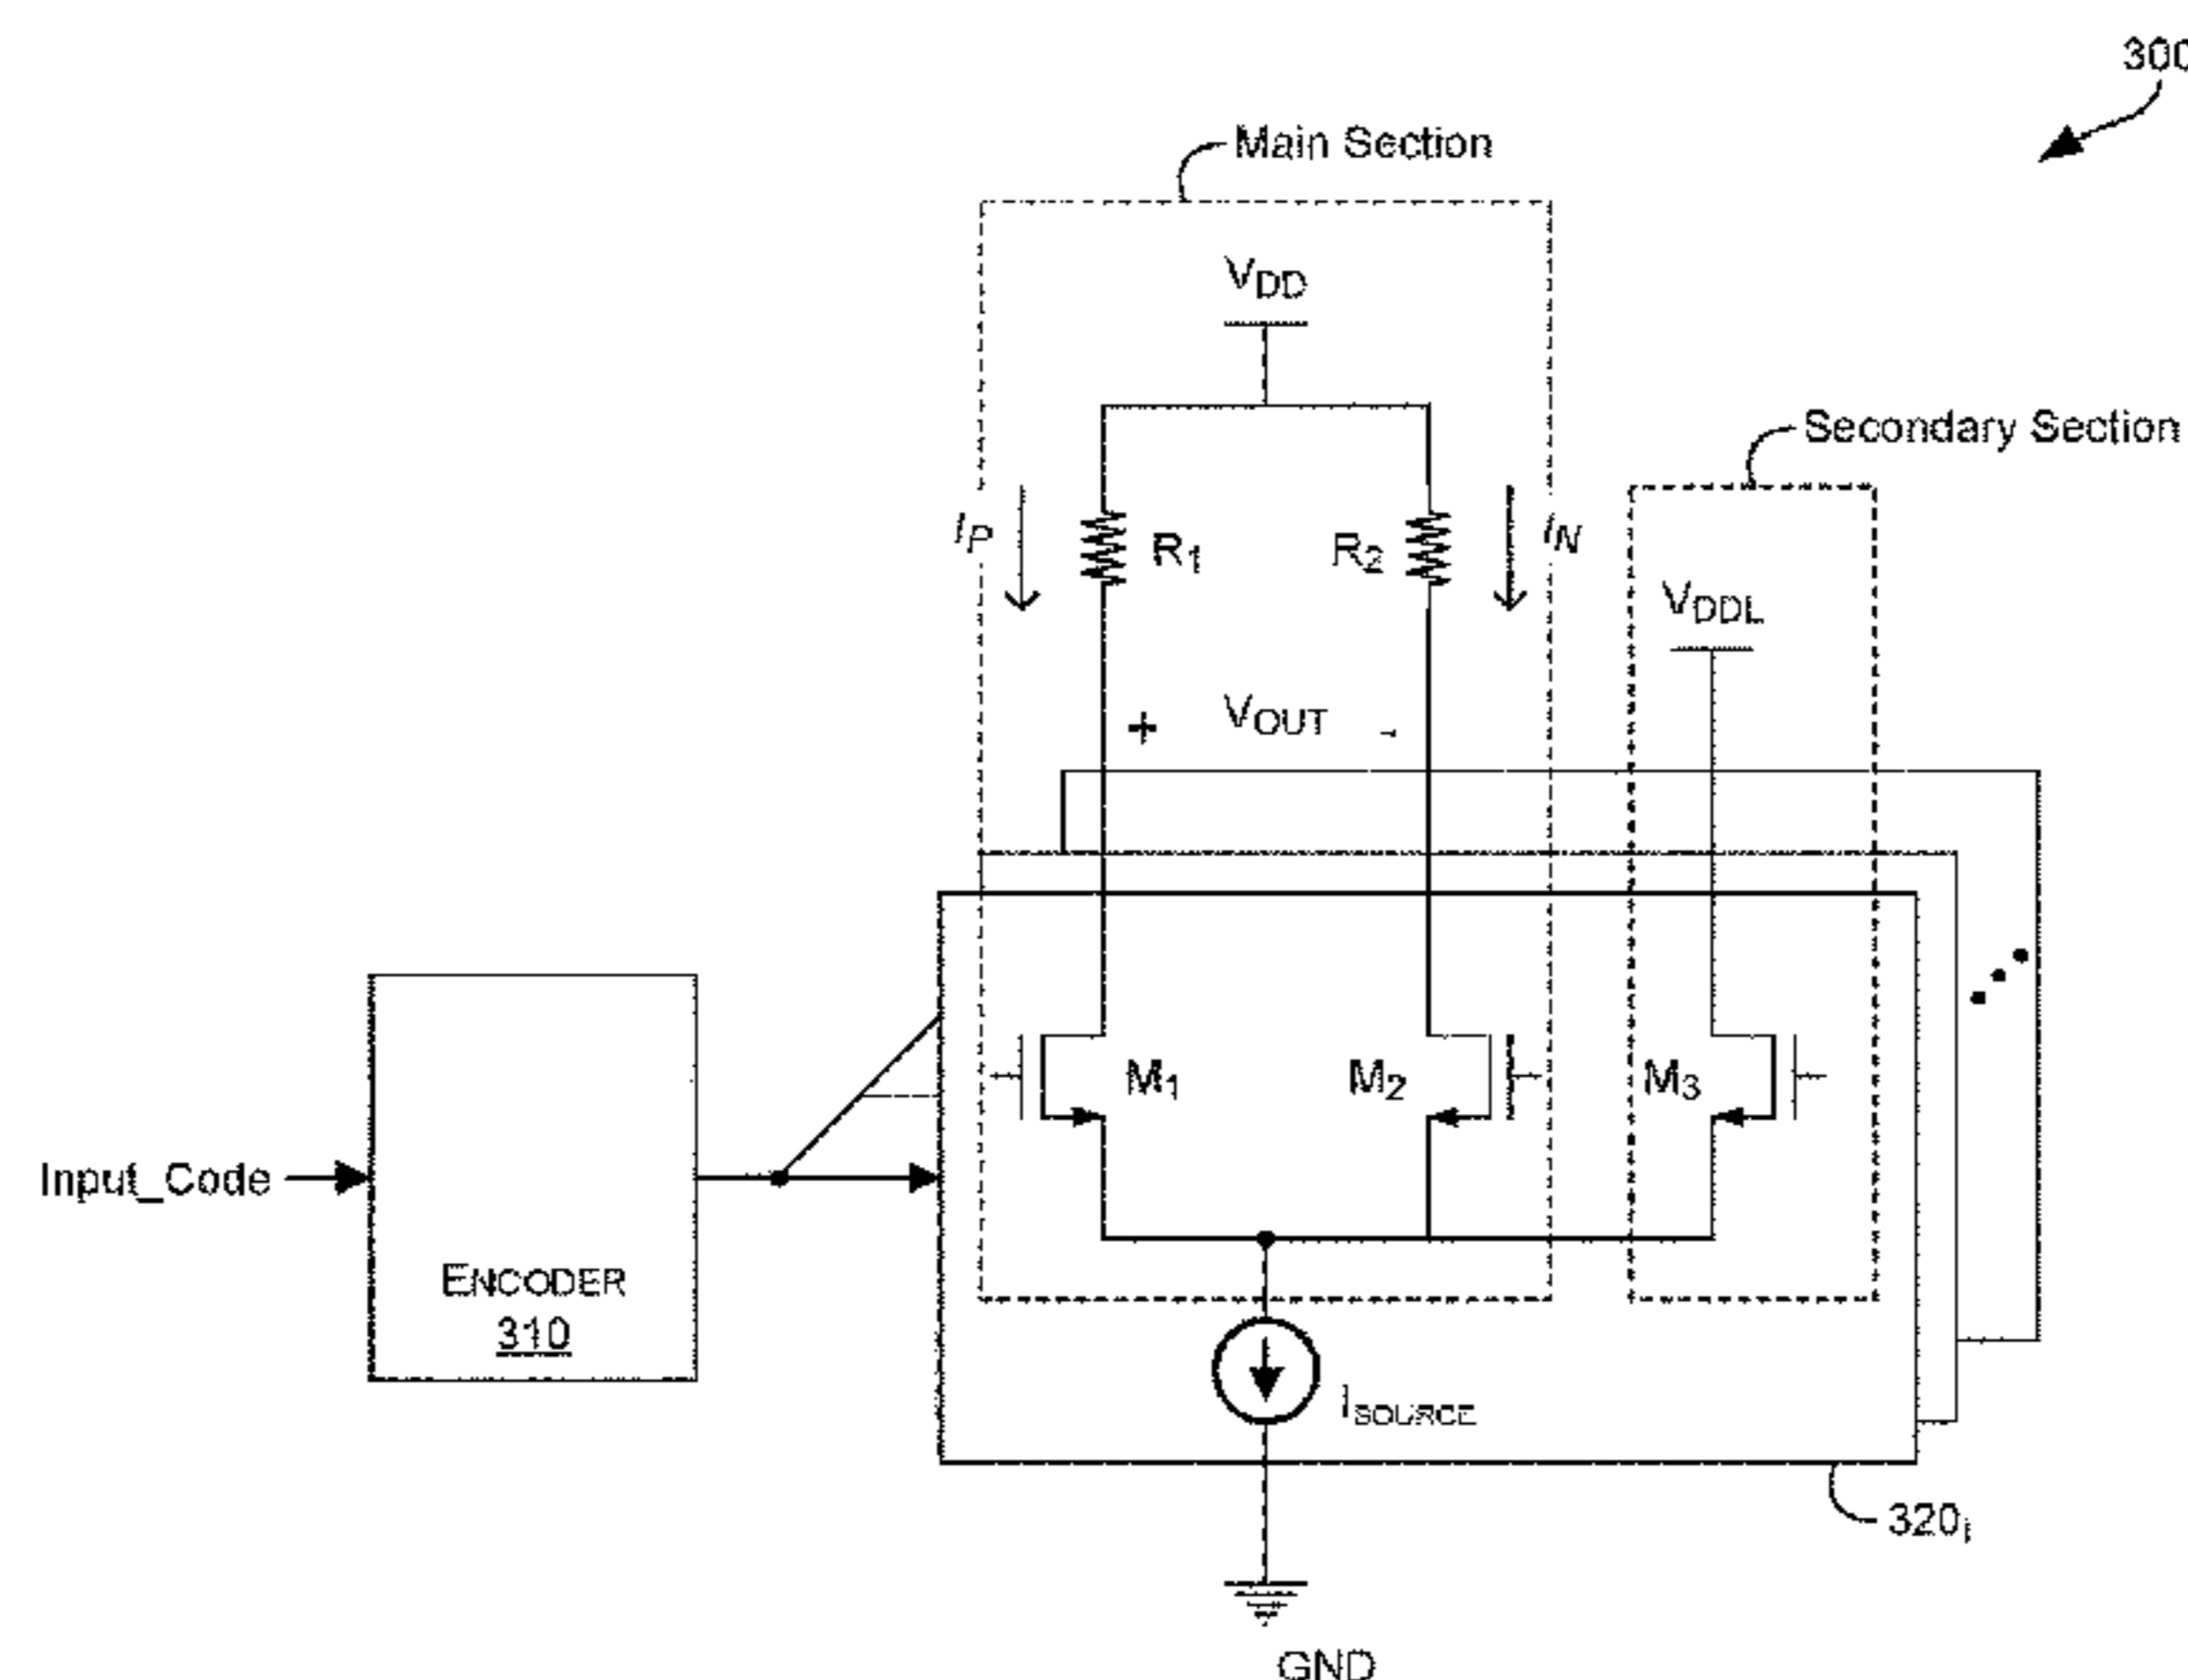 300
Main Section
VDD
Secondary Section
IP
R1
R2
IN
VDDL
+ VOUT -
M1
M2
M3
Input_Code
ENCODER
310
ISOURCE
320i
GND